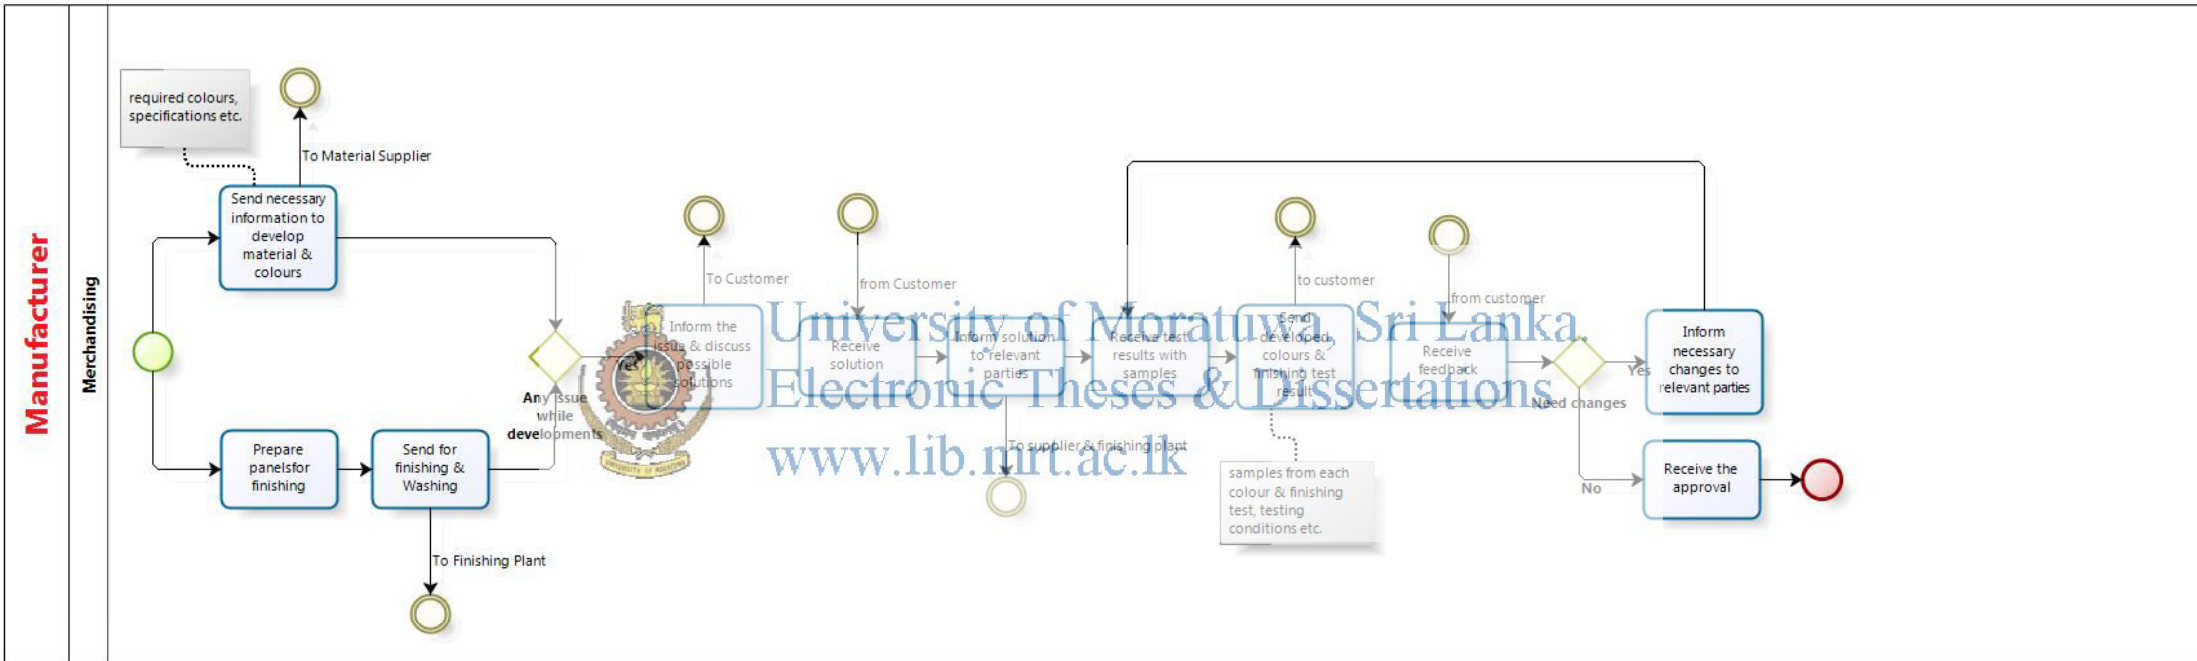 Manufacturer
Merchandising
required colours,
specifications etc.
To Material Supplier
Send necessary
information to
develop
material &
colours
Prepare
panelsfor
finishing
Send for
finishing &
Washing
To Finishing Plant
Any issue
while
developments
Yes
To Customer
Inform the
issue & discuss
possible
solutions
from Customer
Receive
solution
Inform solution
to relevant
parties
To supplier & finishing plant
Receive test
results with
samples
to customer
Send
developed
colours &
finishing test
result
samples from each
colour & finishing
test, testing
conditions etc.
from customer
Receive
feedback
Need changes
Yes
No
Inform
necessary
changes to
relevant parties
Receive the
approval
University of Moratuwa, Sri Lanka.
Electronic Theses & Dissertations
www.lib.mrt.ac.lk
UNIVERSITY OF MORATUWA